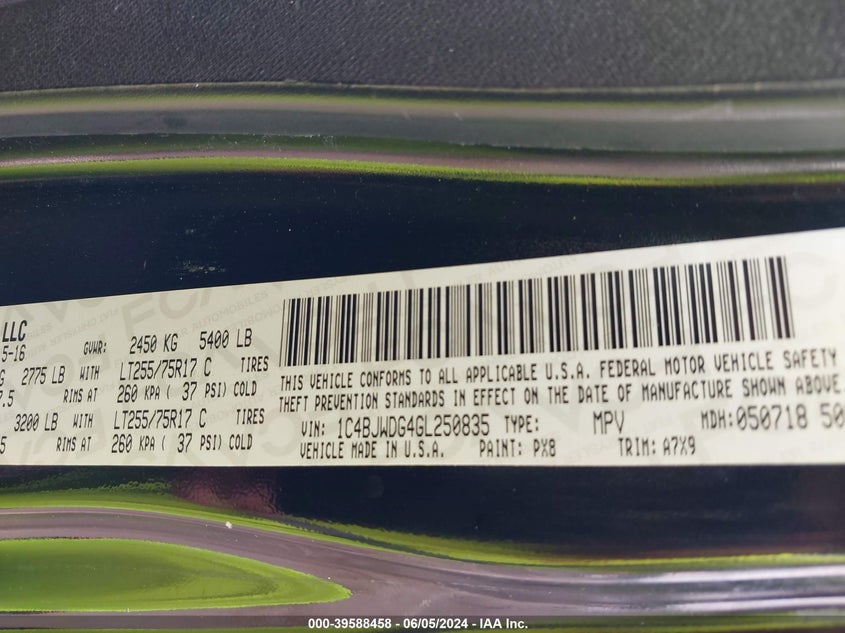 LLC
5-16 GVWR: 2450 KG 5400 LB
G 2775 LB WITH LT255/75R17 C TIRES
7.5 RIMS AT 260 KPA ( 37 PSI) COLD
3200 LB WITH LT255/75R17 C TIRES
5 RIMS AT 260 KPA ( 37 PSI) COLD
THIS VEHICLE CONFORMS TO ALL APPLICABLE U.S.A. FEDERAL MOTOR VEHICLE SAFETY
THEFT PREVENTION STANDARDS IN EFFECT ON THE DATE OF MANUFACTURE SHOWN ABOVE
VIN: 1C4BJWDG4GL250835 TYPE: MPV MDH:050718 50
VEHICLE MADE IN U.S.A. PAINT: PX8 TRIM: A7X9
000-39588458 - 06/05/2024 - IAA Inc.